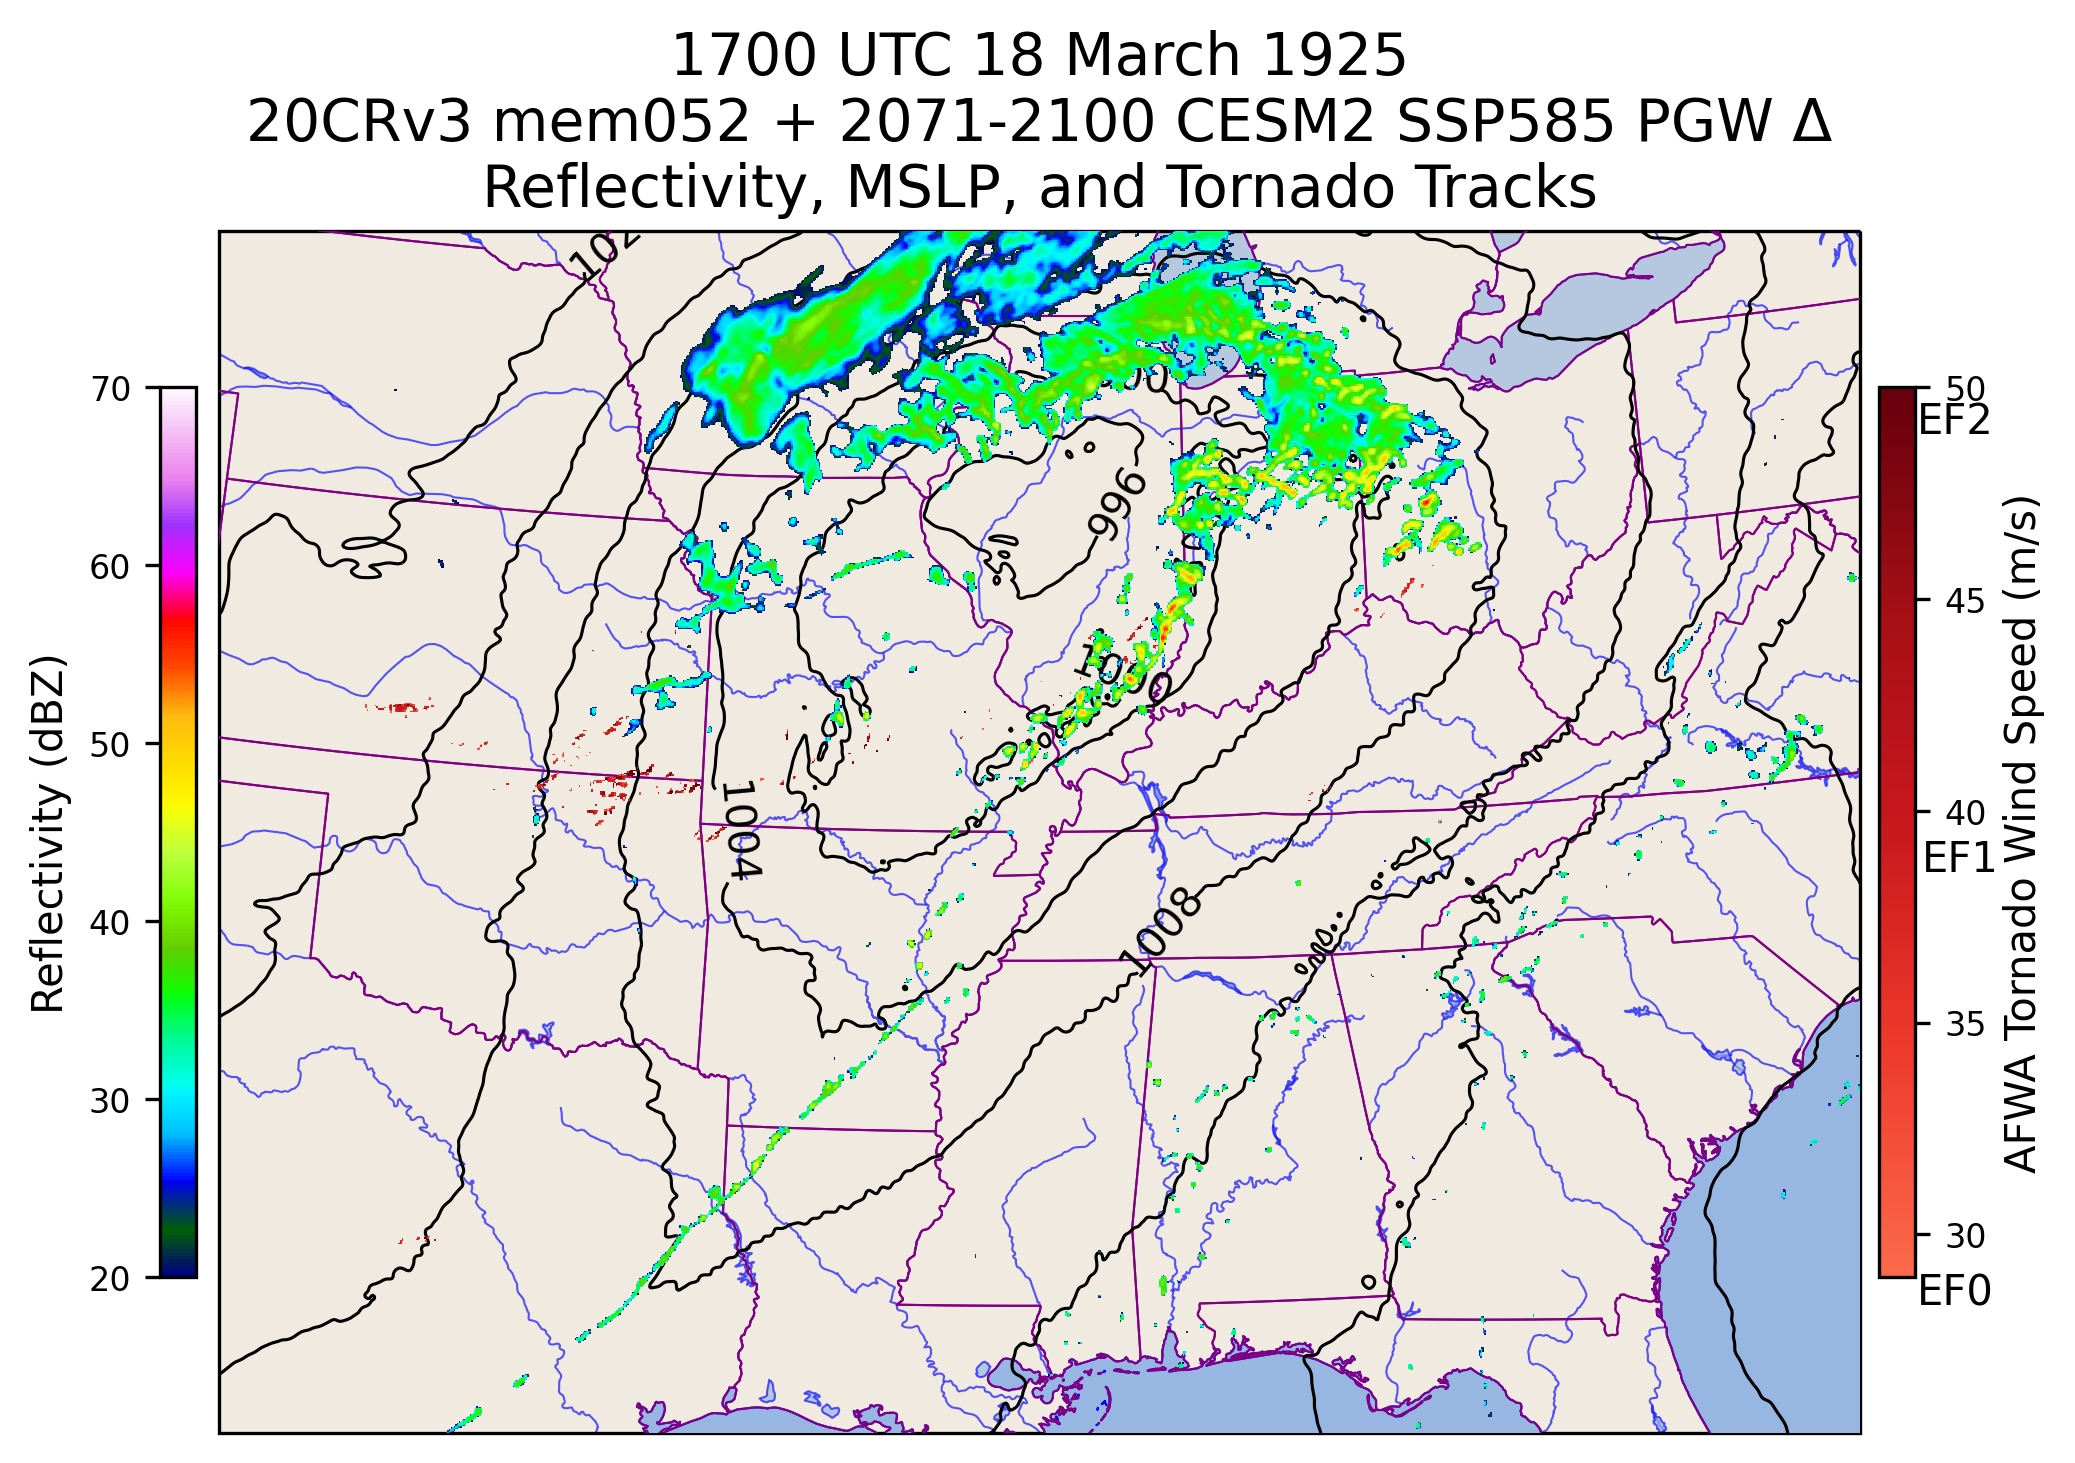 1700 UTC 18 March 1925
20CRv3 mem052 + 2071-2100 CESM2 SSP585 PGW Δ
Reflectivity, MSLP, and Tornado Tracks
102
996
1000
1004
1008
70
60
50
40
30
20
Reflectivity (dBZ)
50
EF2
45
40
EF1
35
30
EF0
AFWA Tornado Wind Speed (m/s)